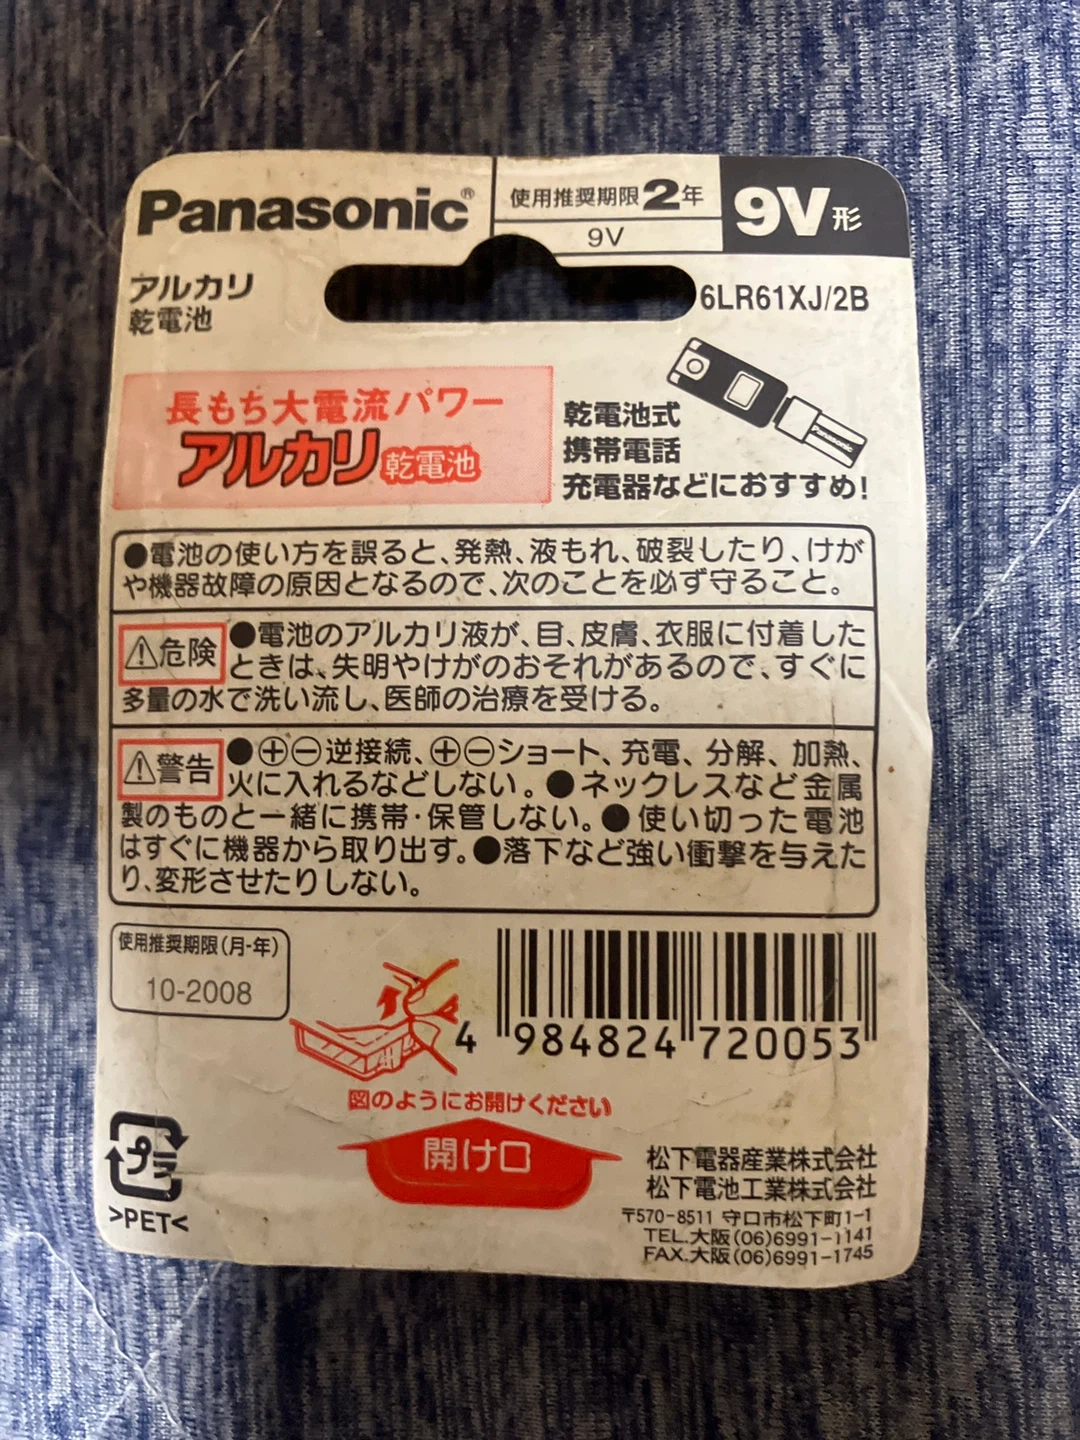 Panasonic®
使用推奨期限2年
9V
9V形
アルカリ
乾電池
6LR61XJ/2B
長もち大電流パワー
アルカリ乾電池
乾電池式
携帯電話
充電器などにおすすめ!
●電池の使い方を誤ると、発熱、液もれ、破裂したり、けが
や機器故障の原因となるので、次のことを必ず守ること。
⚠危険
●電池のアルカリ液が、目、皮膚、衣服に付着した
ときは、失明やけがのおそれがあるので、すぐに
多量の水で洗い流し、医師の治療を受ける。
⚠警告
●⊕⊖逆接続、⊕⊖ショート、充電、分解、加熱、
火に入れるなどしない。●ネックレスなど金属
製のものと一緒に携帯・保管しない。●使い切った電池
はすぐに機器から取り出す。●落下など強い衝撃を与えた
り、変形させたりしない。
使用推奨期限(月-年)
10-2008
4 984824 720053
図のようにお開けください
開け口
プラ
>PET<
松下電器産業株式会社
松下電池工業株式会社
〒570-8511 守口市松下町1-1
TEL.大阪(06)6991-1141
FAX.大阪(06)6991-1745